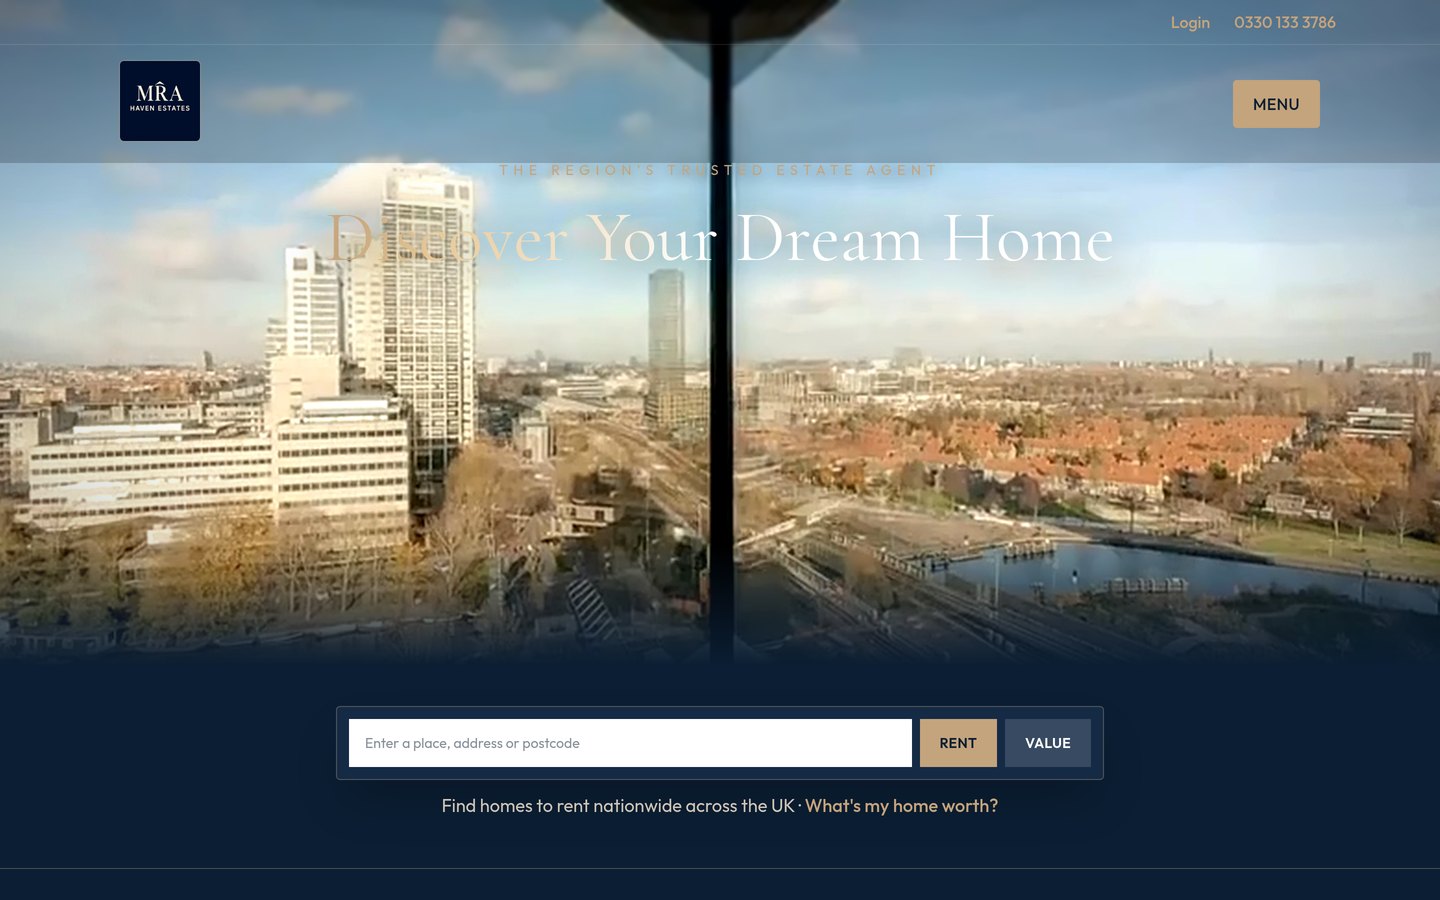 Login 0330 133 3786
MRA
HAVEN ESTATES
MENU
THE REGION'S TRUSTED ESTATE AGENT
Discover Your Dream Home
Enter a place, address or postcode
RENT
VALUE
Find homes to rent nationwide across the UK · What's my home worth?